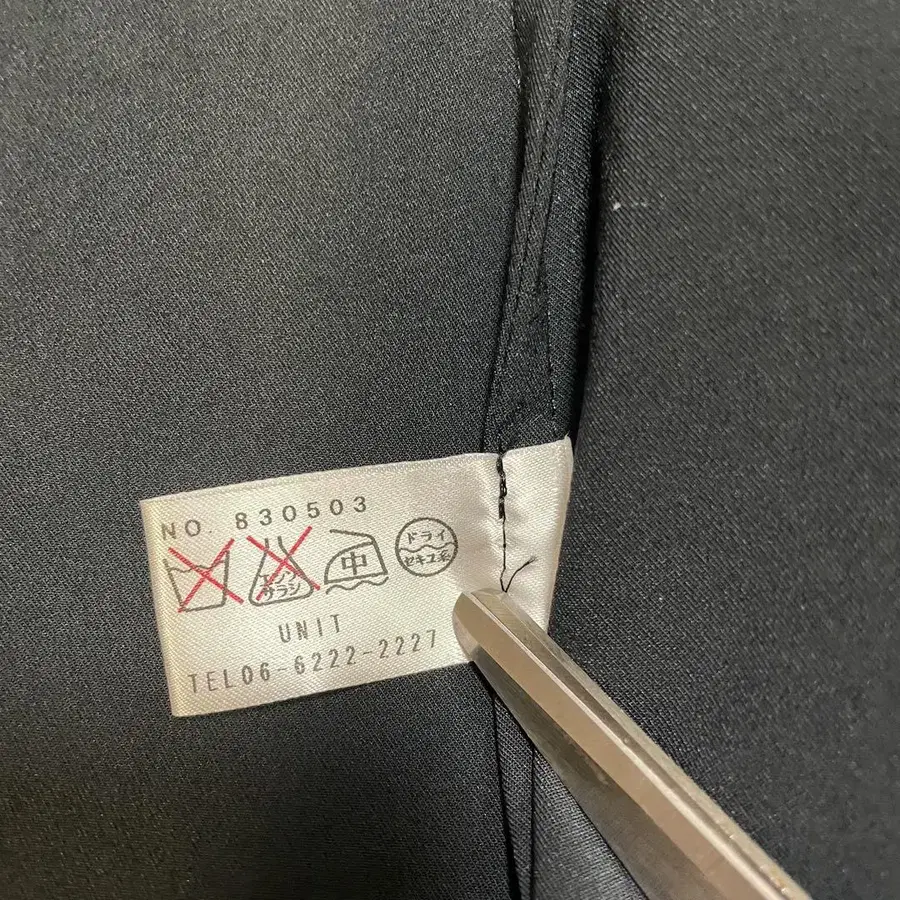 NO. 830503
エンソ
サラシ
中
ドライ
セキユ系
UNIT
TEL06-6222-2227